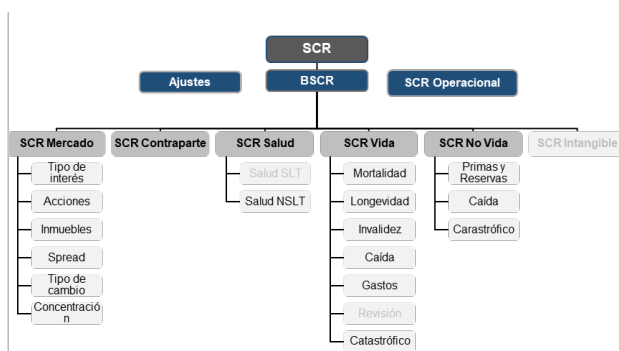 SCR
Ajustes
BSCR
SCR Operacional
SCR Mercado
SCR Contraparte
SCR Salud
SCR Vida
SCR No Vida
SCR Intangible
Tipo de
interés
Acciones
Inmuebles
Spread
Tipo de
cambio
Concentració
n
Salud SLT
Salud NSLT
Mortalidad
Longevidad
Invalidez
Caída
Gastos
Revisión
Catastrófico
Primas y
Reservas
Caída
Carastrófico